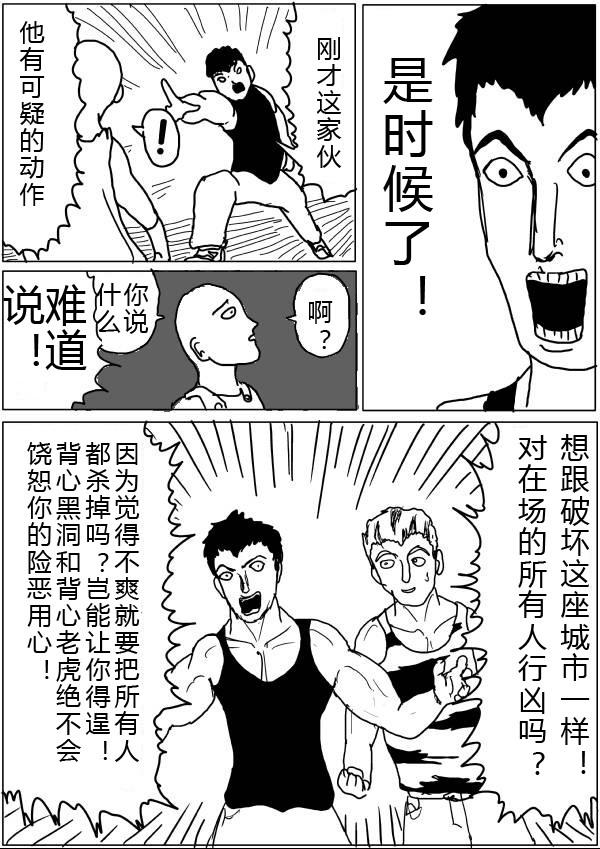 是时候了！
刚才这家伙
！
他有可疑的动作
啊？
你说
什么
难道
说！
想跟破坏这座城市一样！
对在场的所有人行凶吗？
因为觉得不爽就要把所有人
都杀掉吗？岂能让你得逞！
背心黑洞和背心老虎绝不会
饶恕你的险恶用心！